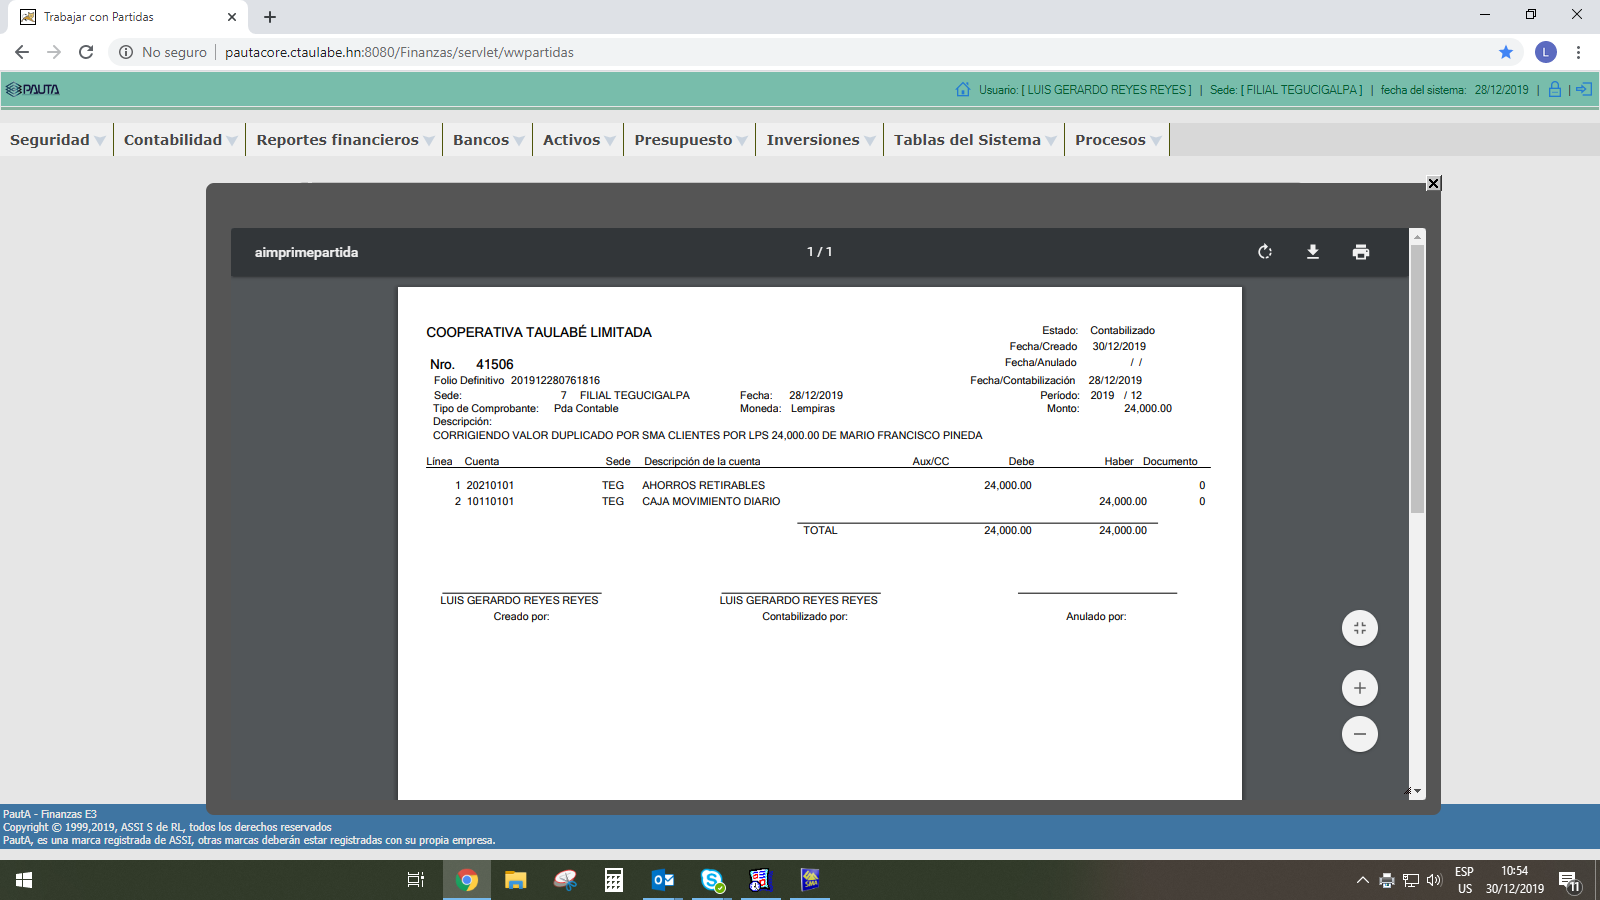 Trabajar con Partidas
No seguro
pautacore.ctaulabe.hn:8080/Finanzas/servlet/wwpartidas
L
PAUTA
Usuario: [ LUIS GERARDO REYES REYES ] | Sede: [ FILIAL TEGUCIGALPA ] | fecha del sistema: 28/12/2019 | |
Seguridad Contabilidad Reportes financieros Bancos Activos Presupuesto Inversiones Tablas del Sistema Procesos
aimprimepartida
1 / 1
COOPERATIVA TAULABÉ LIMITADA
Estado: Contabilizado
Fecha/Creado 30/12/2019
Nro. 41506
Fecha/Anulado / /
Folio Definitivo 201912280761816
Fecha/Contabilización 28/12/2019
Sede: 7 FILIAL TEGUCIGALPA Fecha: 28/12/2019 Período: 2019 / 12
Tipo de Comprobante: Pda Contable Moneda: Lempiras Monto: 24,000.00
Descripción:
CORRIGIENDO VALOR DUPLICADO POR SMA CLIENTES POR LPS 24,000.00 DE MARIO FRANCISCO PINEDA
Línea Cuenta Sede Descripción de la cuenta Aux/CC Debe Haber Documento
1 20210101 TEG AHORROS RETIRABLES 24,000.00 0
2 10110101 TEG CAJA MOVIMIENTO DIARIO 24,000.00 0
TOTAL 24,000.00 24,000.00
LUIS GERARDO REYES REYES LUIS GERARDO REYES REYES
Creado por: Contabilizado por: Anulado por:
PautA - Finanzas E3
Copyright © 1999,2019, ASSI S de RL, todos los derechos reservados
PautA, es una marca registrada de ASSI, otras marcas deberán estar registradas con su propia empresa.
SMA
ESP
US
10:54
30/12/2019
11